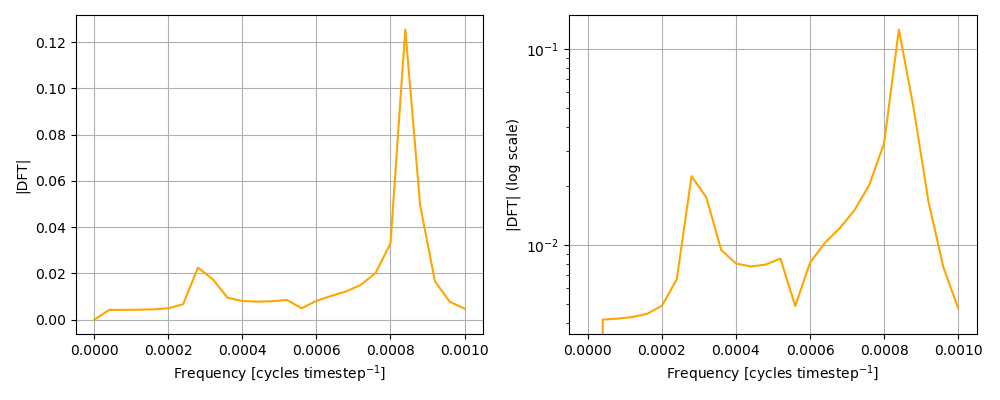 |DFT|
0.12
0.10
0.08
0.06
0.04
0.02
0.00
0.0000 0.0002 0.0004 0.0006 0.0008 0.0010
Frequency [cycles timestep⁻¹]
|DFT| (log scale)
10⁻¹
10⁻²
0.0000 0.0002 0.0004 0.0006 0.0008 0.0010
Frequency [cycles timestep⁻¹]